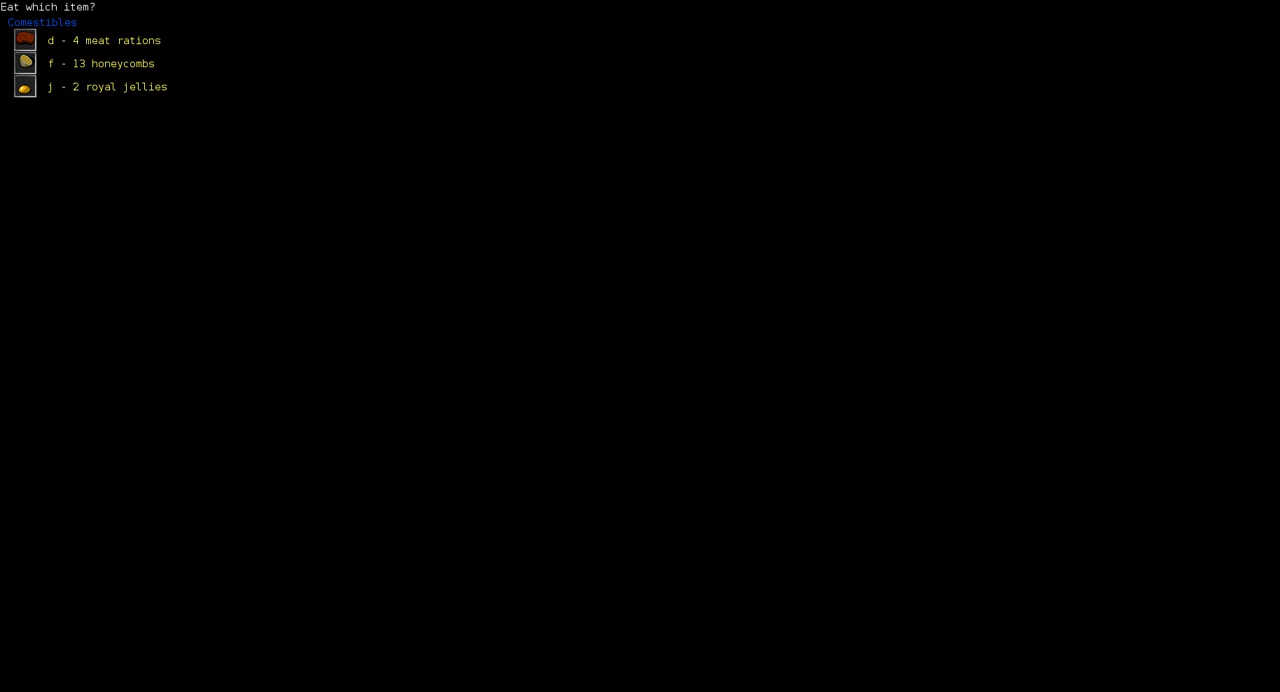 Eat which item?
Comestibles
d - 4 meat rations
f - 13 honeycombs
j - 2 royal jellies